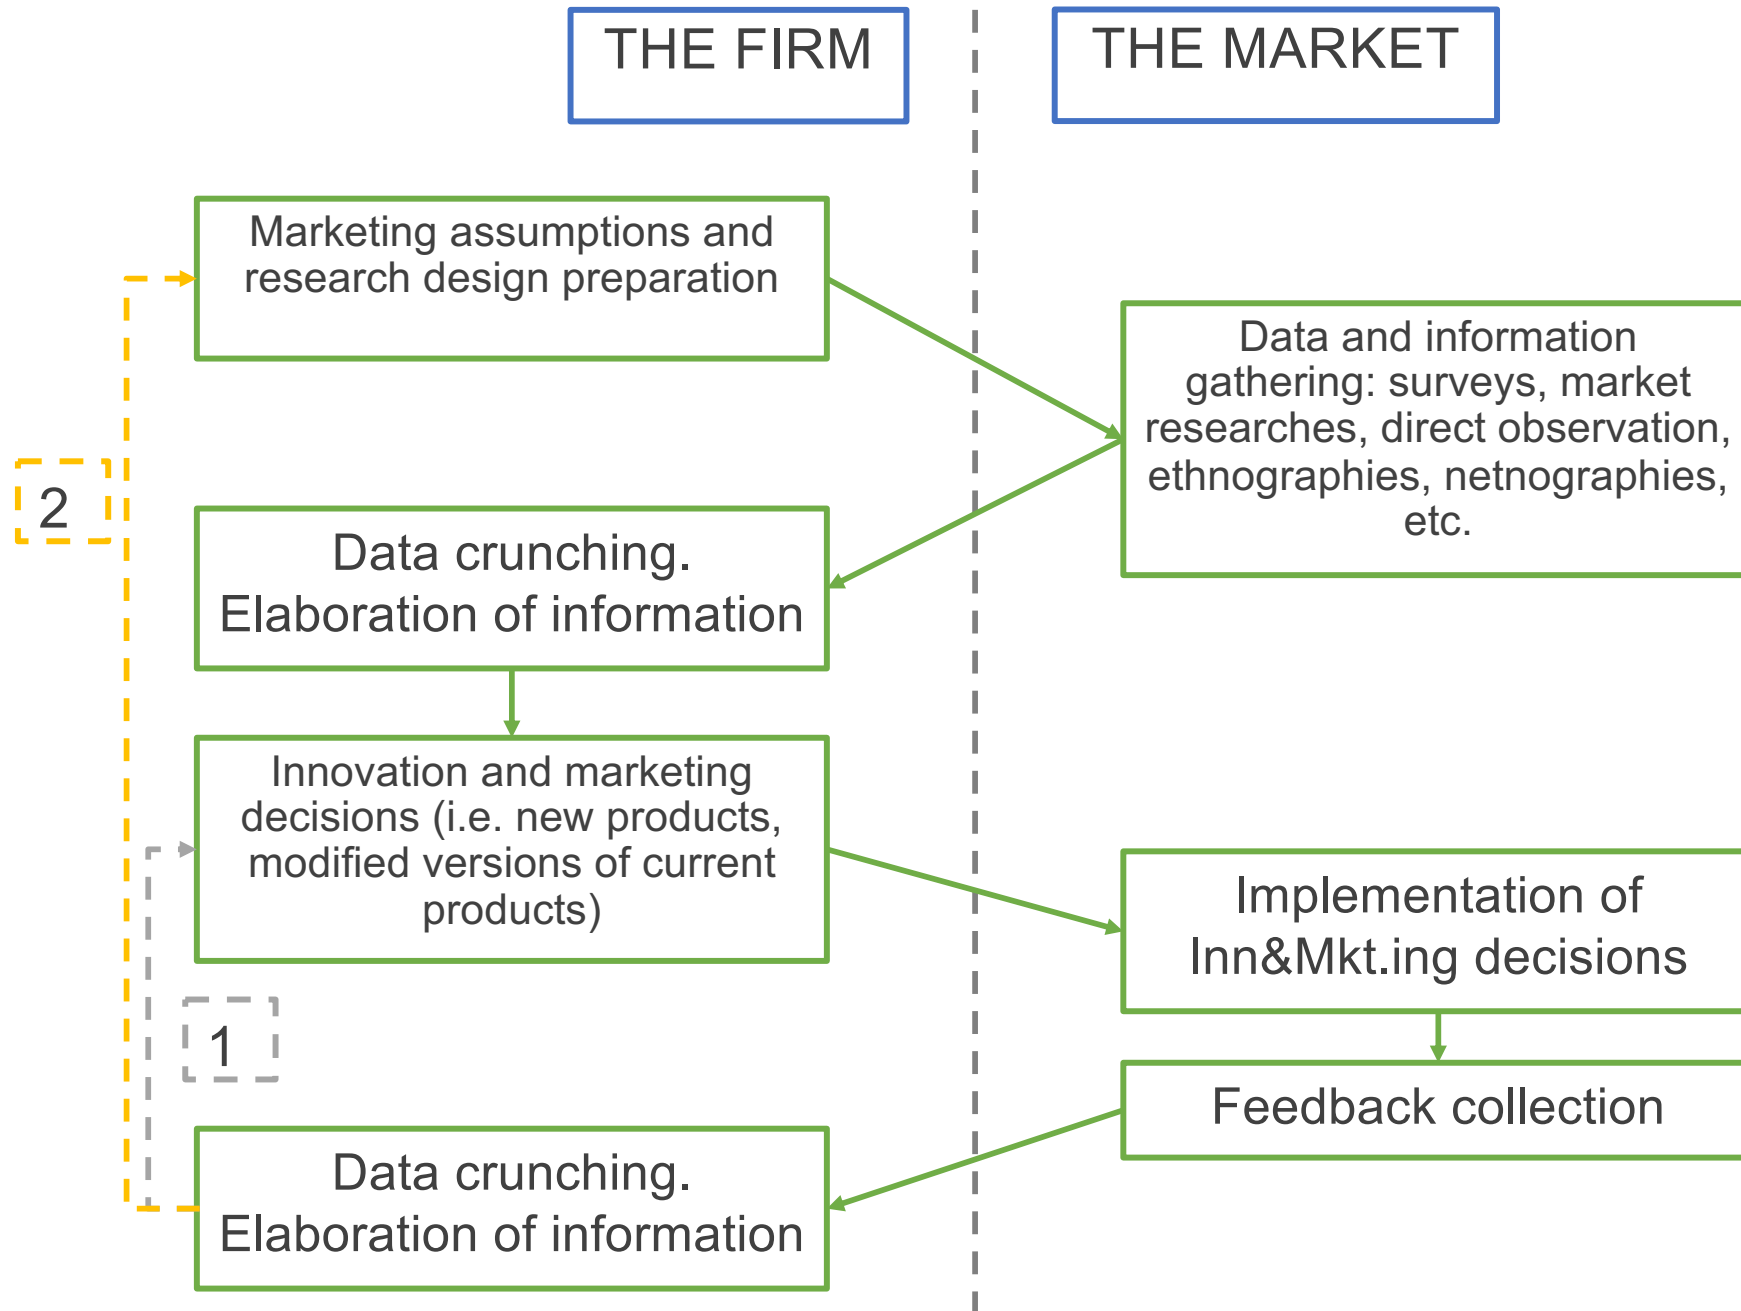 THE FIRM
THE MARKET
Marketing assumptions and
research design preparation
Data and information
gathering: surveys, market
researches, direct observation,
ethnographies, netnographies,
etc.
2
Data crunching.
Elaboration of information
Innovation and marketing
decisions (i.e. new products,
modified versions of current
products)
Implementation of
Inn&Mkt.ing decisions
1
Feedback collection
Data crunching.
Elaboration of information